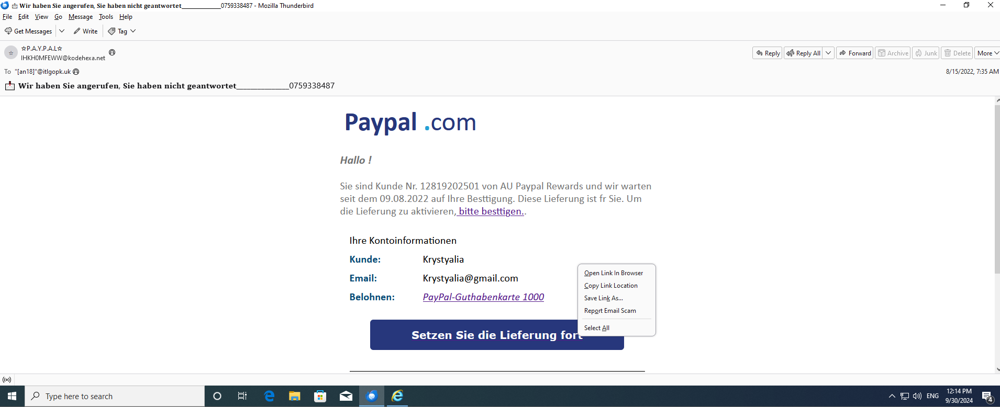 Wir haben Sie angerufen, Sie haben nicht geantwortet_______________0759338487 - Mozilla Thunderbird
File Edit View Go Message Tools Help
Get Messages Write Tag
☆P.A.Y.P.A.L☆
IHKH0MFEWW@kodehexa.net
Reply Reply All Forward Archive Junk Delete More
To "[an18]"@itlgopk.uk
8/15/2022, 7:35 AM
Wir haben Sie angerufen, Sie haben nicht geantwortet_______________0759338487
Paypal .com
Hallo !
Sie sind Kunde Nr. 12819202501 von AU Paypal Rewards und wir warten
seit dem 09.08.2022 auf Ihre Besttigung. Diese Lieferung ist fr Sie. Um
die Lieferung zu aktivieren, bitte besttigen..
Ihre Kontoinformationen
Kunde: Krystyalia
Email: Krystyalia@gmail.com
Belohnen: PayPal-Guthabenkarte 1000
Open Link In Browser
Copy Link Location
Save Link As...
Report Email Scam
Select All
Setzen Sie die Lieferung fort
Type here to search
ENG
12:14 PM
9/30/2024
4